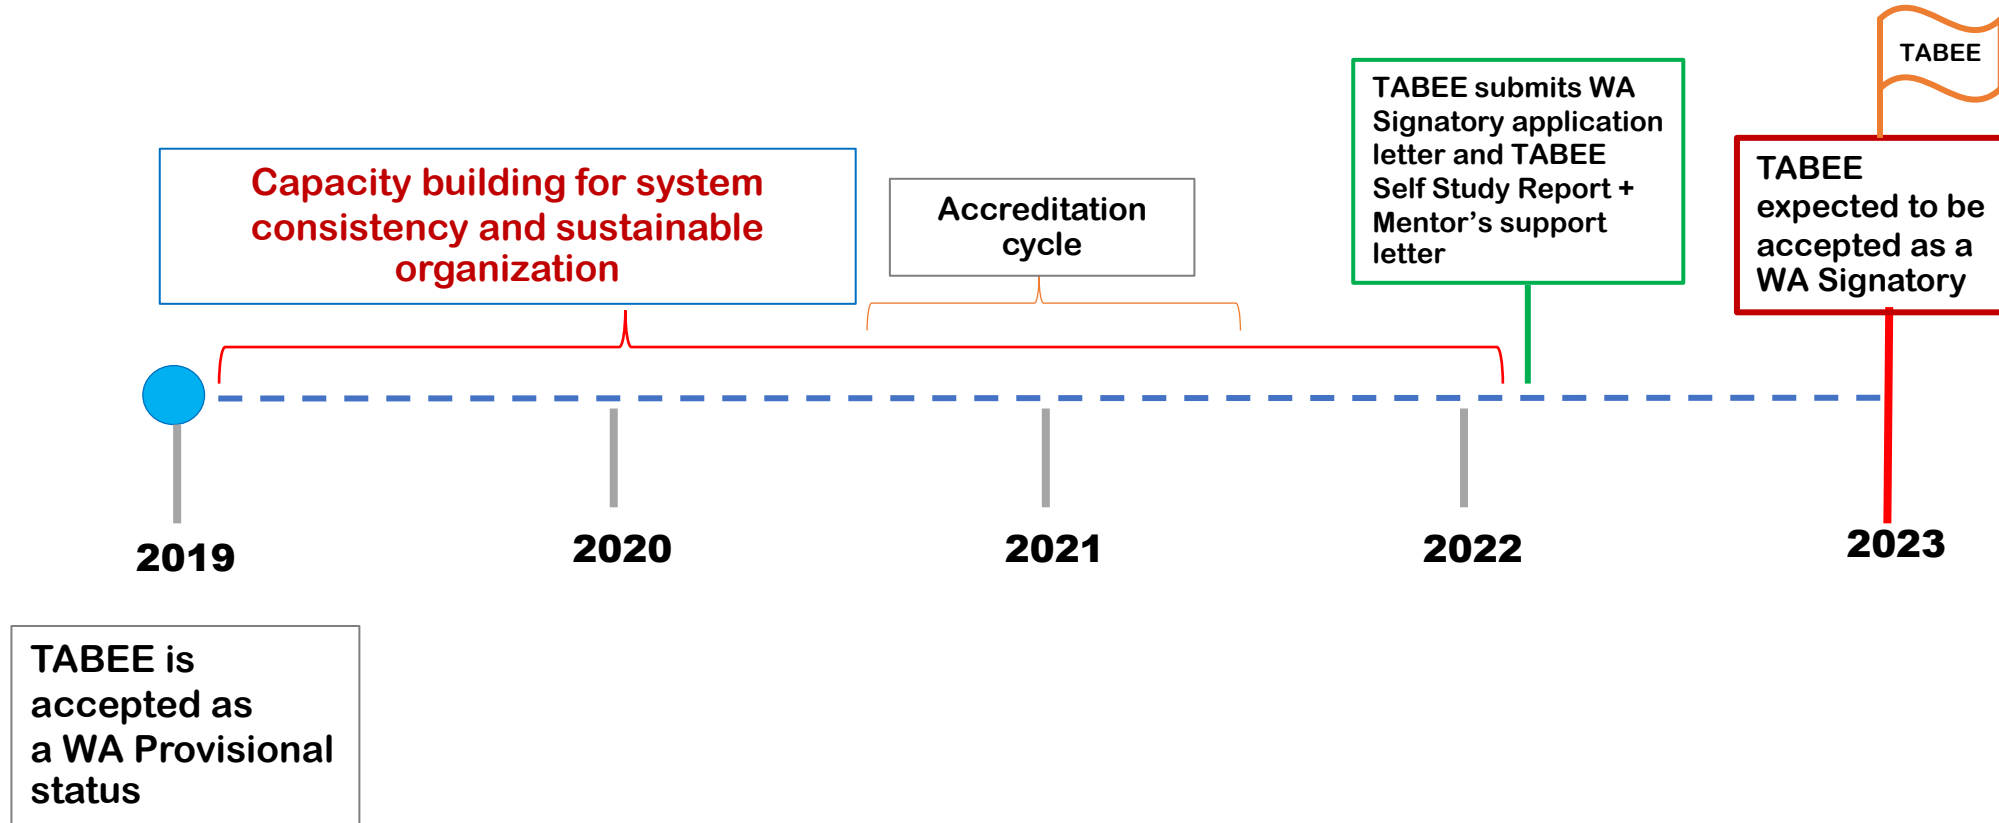 TABEE
TABEE submits WA
Signatory application
letter and TABEE
Self Study Report +
Mentor's support
letter
TABEE
expected to be
accepted as a
WA Signatory
Capacity building for system
consistency and sustainable
organization
Accreditation
cycle
2019
2020
2021
2022
2023
TABEE is
accepted as
a WA Provisional
status